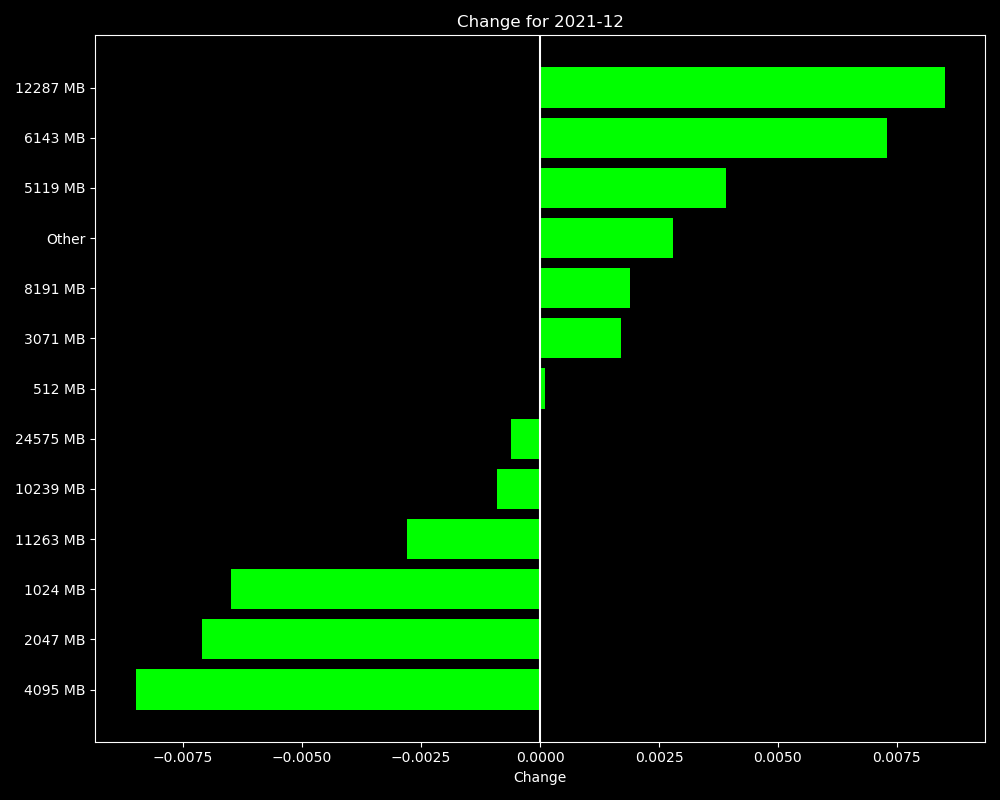 Change for 2021-12
12287 MB
6143 MB
5119 MB
Other
8191 MB
3071 MB
512 MB
24575 MB
10239 MB
11263 MB
1024 MB
2047 MB
4095 MB
−0.0075 −0.0050 −0.0025 0.0000 0.0025 0.0050 0.0075
Change